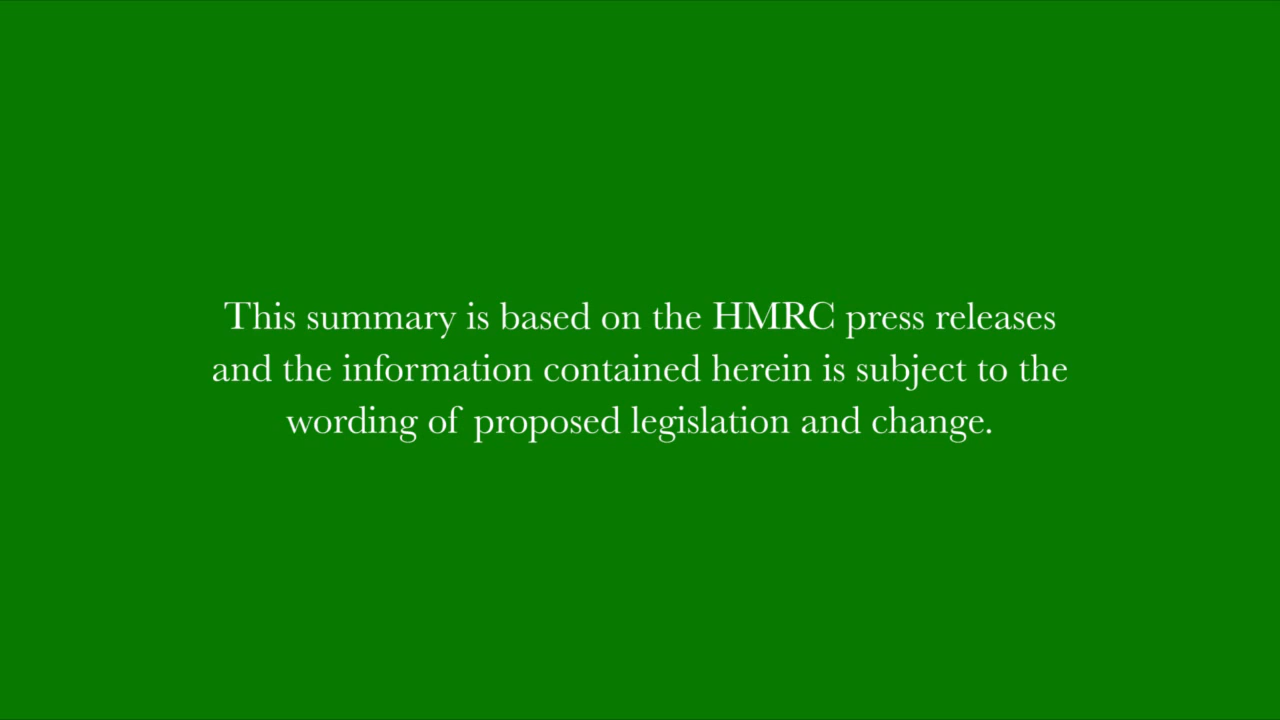 This summary is based on the HMRC press releases
and the information contained herein is subject to the
wording of proposed legislation and change.